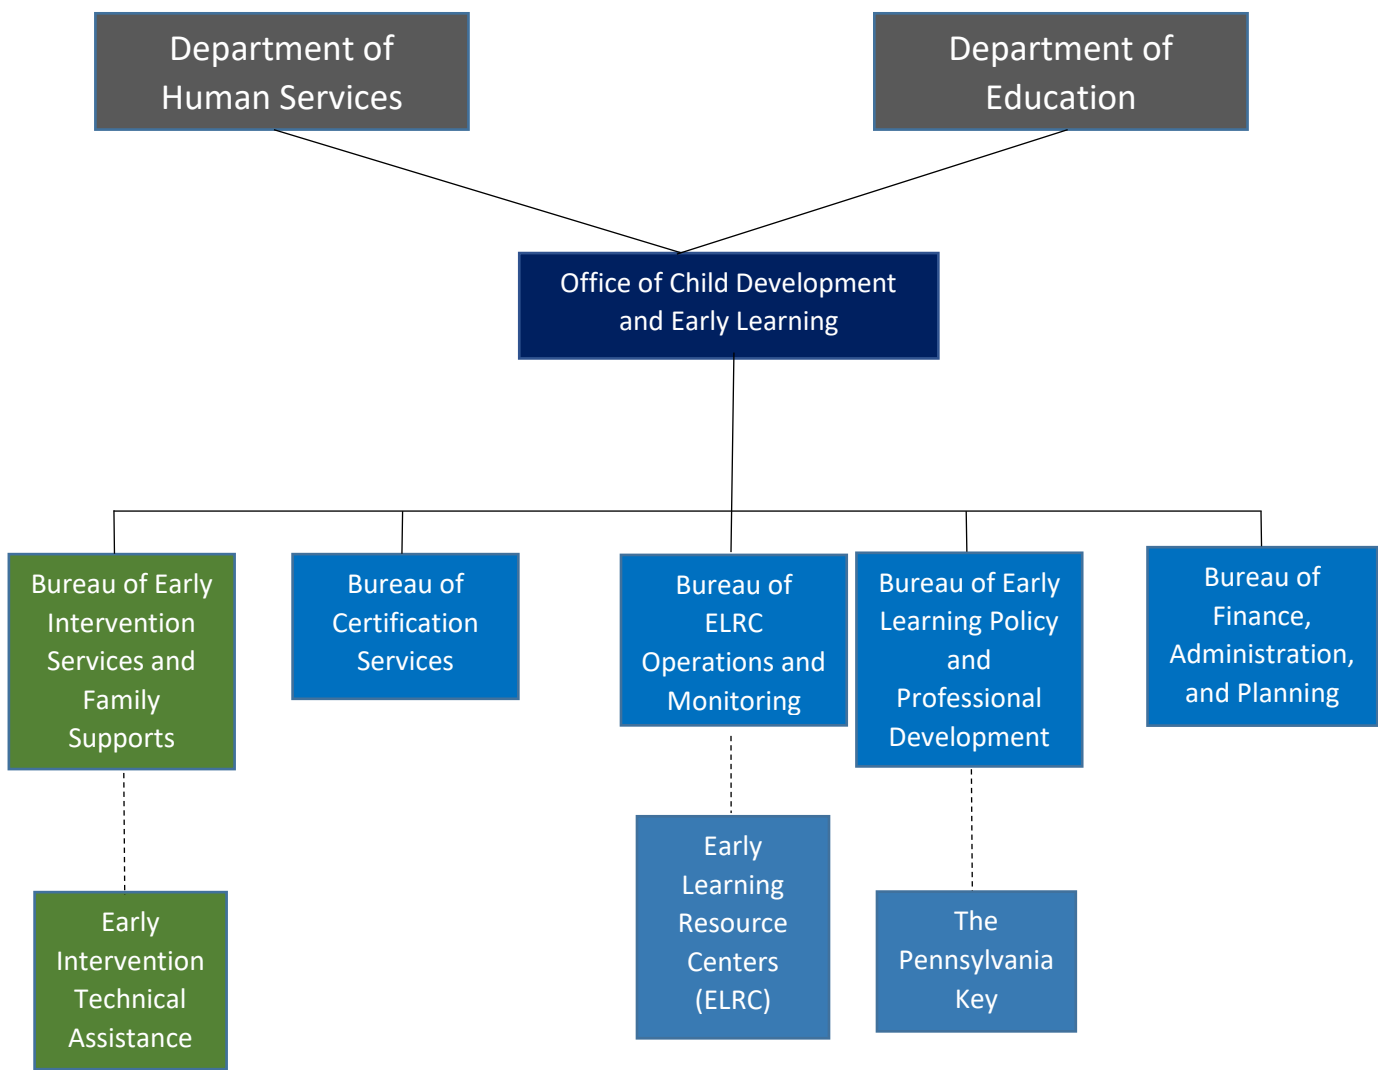 Department of
Human Services
Department of
Education
Office of Child Development
and Early Learning
Bureau of Early
Intervention
Services and
Family
Supports
Bureau of
Certification
Services
Bureau of
ELRC
Operations and
Monitoring
Bureau of Early
Learning Policy
and
Professional
Development
Bureau of
Finance,
Administration,
and Planning
Early
Intervention
Technical
Assistance
Early
Learning
Resource
Centers
(ELRC)
The
Pennsylvania
Key